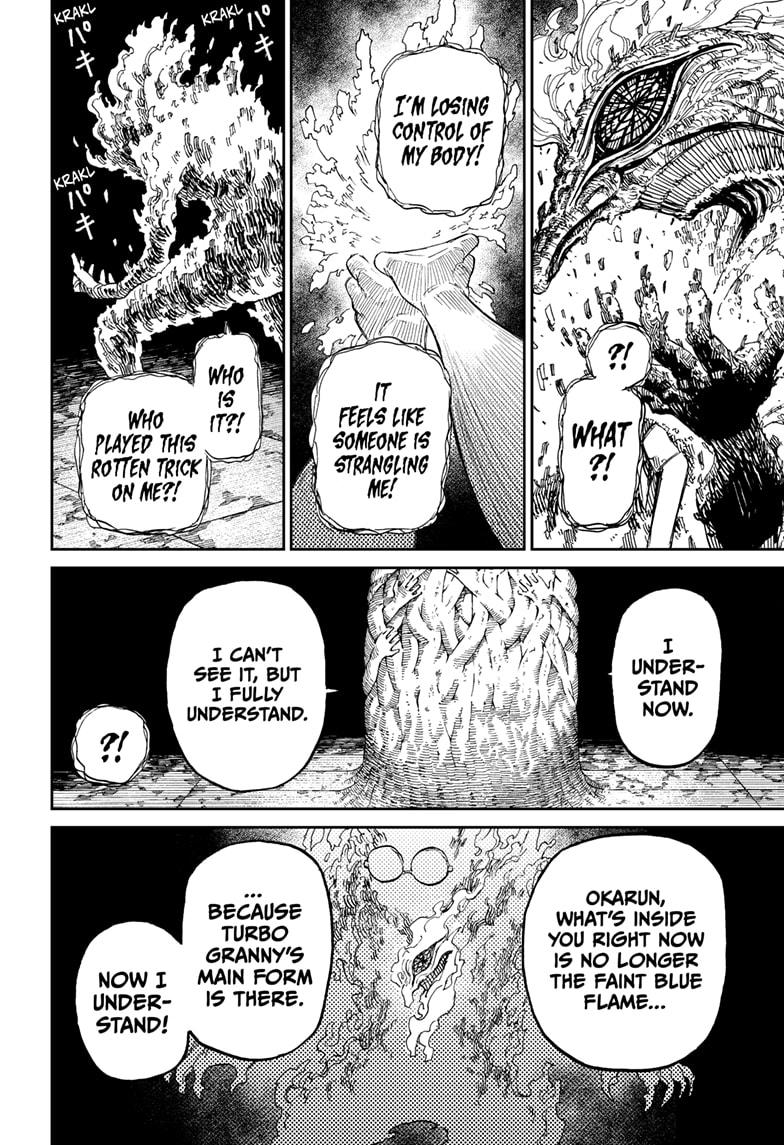 ?!
WHAT
?!
I'M LOSING
CONTROL OF
MY BODY!
IT
FEELS LIKE
SOMEONE IS
STRANGLING
ME!
KRAKL
パキ
KRAKL
パ
KRAKL
パキ
WHO
IS
IT?!
WHO
PLAYED THIS
ROTTEN TRICK
ON ME?!
I
UNDER-
STAND
NOW.
I CAN'T
SEE IT, BUT
I FULLY
UNDERSTAND.
?!
OKARUN,
WHAT'S INSIDE
YOU RIGHT NOW
IS NO LONGER
THE FAINT BLUE
FLAME...
...
BECAUSE
TURBO
GRANNY'S
MAIN FORM
IS THERE.
NOW I
UNDER-
STAND!